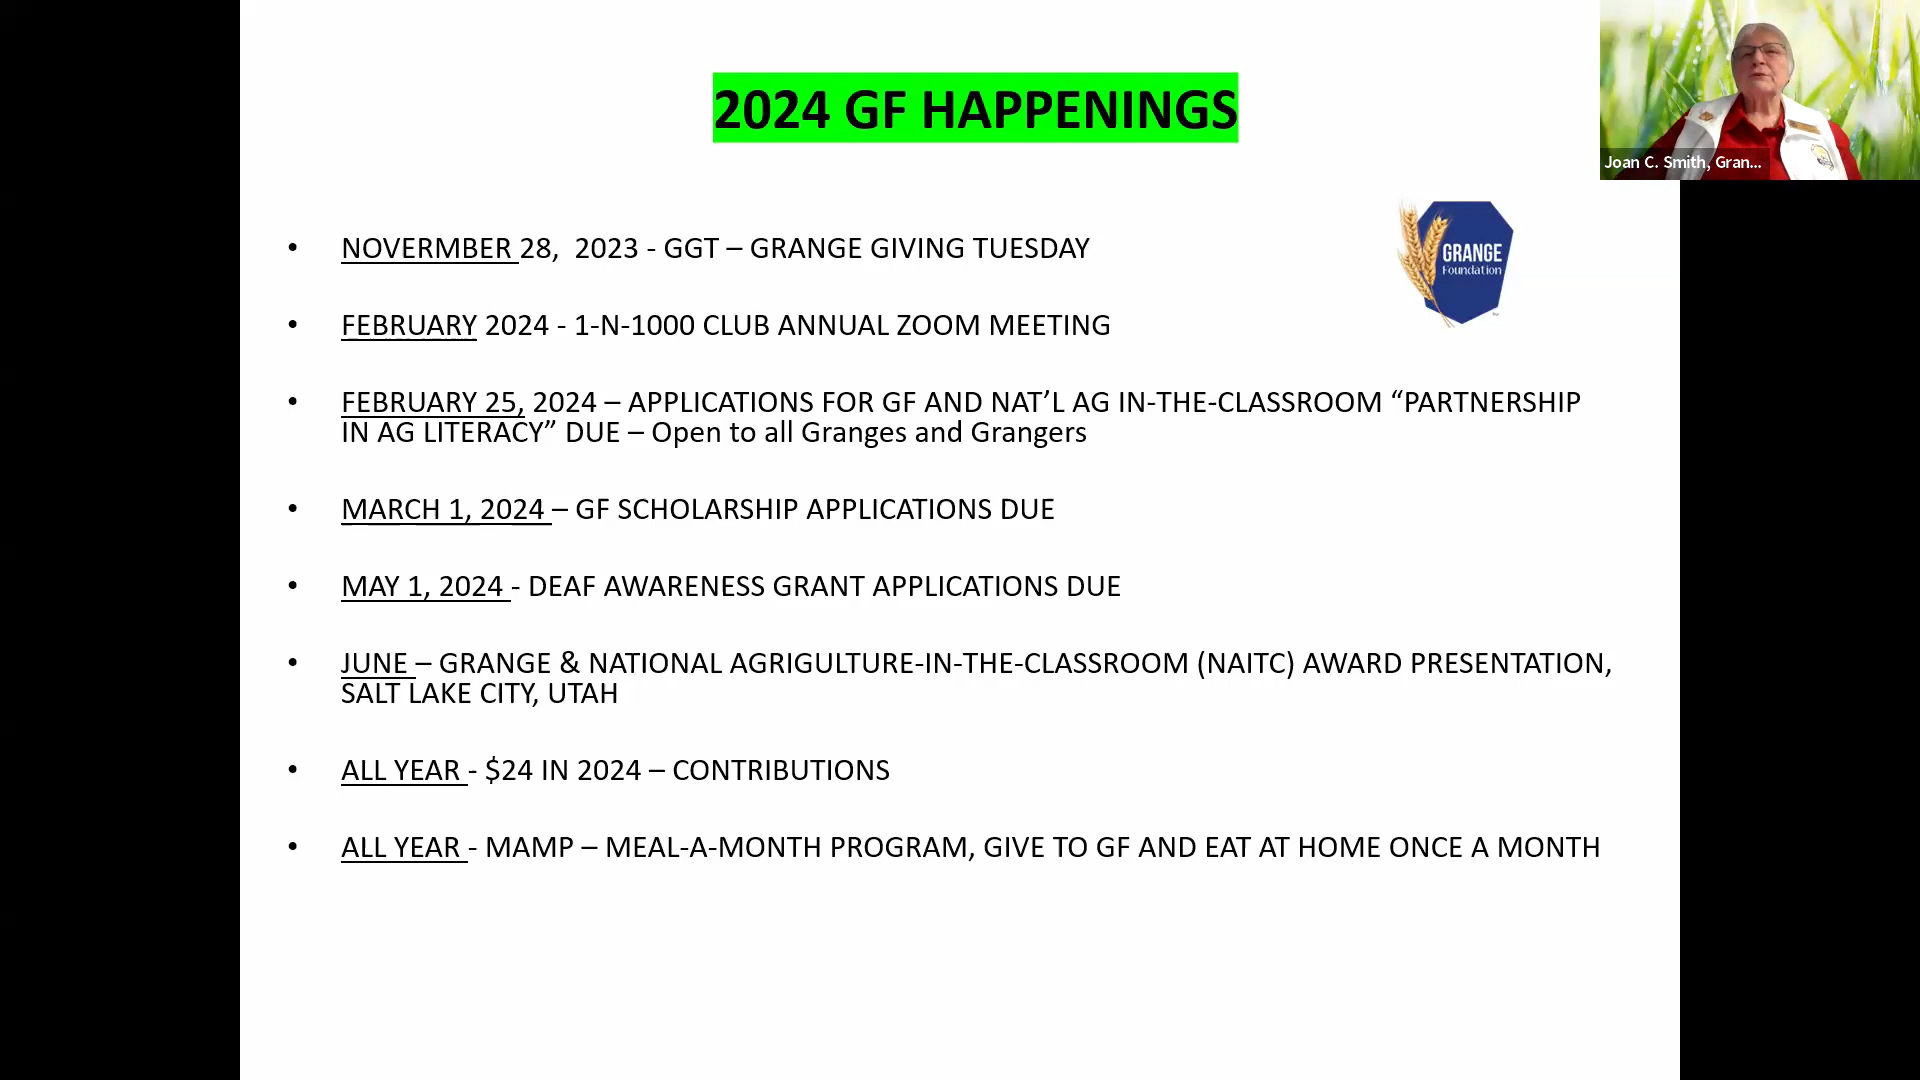 2024 GF HAPPENINGS
Joan C. Smith, Gran...
GRANGE
Foundation
• NOVERMBER 28, 2023 - GGT – GRANGE GIVING TUESDAY
• FEBRUARY 2024 - 1-N-1000 CLUB ANNUAL ZOOM MEETING
• FEBRUARY 25, 2024 – APPLICATIONS FOR GF AND NAT’L AG IN-THE-CLASSROOM “PARTNERSHIP
IN AG LITERACY” DUE – Open to all Granges and Grangers
• MARCH 1, 2024 – GF SCHOLARSHIP APPLICATIONS DUE
• MAY 1, 2024 - DEAF AWARENESS GRANT APPLICATIONS DUE
• JUNE – GRANGE & NATIONAL AGRIGULTURE-IN-THE-CLASSROOM (NAITC) AWARD PRESENTATION,
SALT LAKE CITY, UTAH
• ALL YEAR - $24 IN 2024 – CONTRIBUTIONS
• ALL YEAR - MAMP – MEAL-A-MONTH PROGRAM, GIVE TO GF AND EAT AT HOME ONCE A MONTH